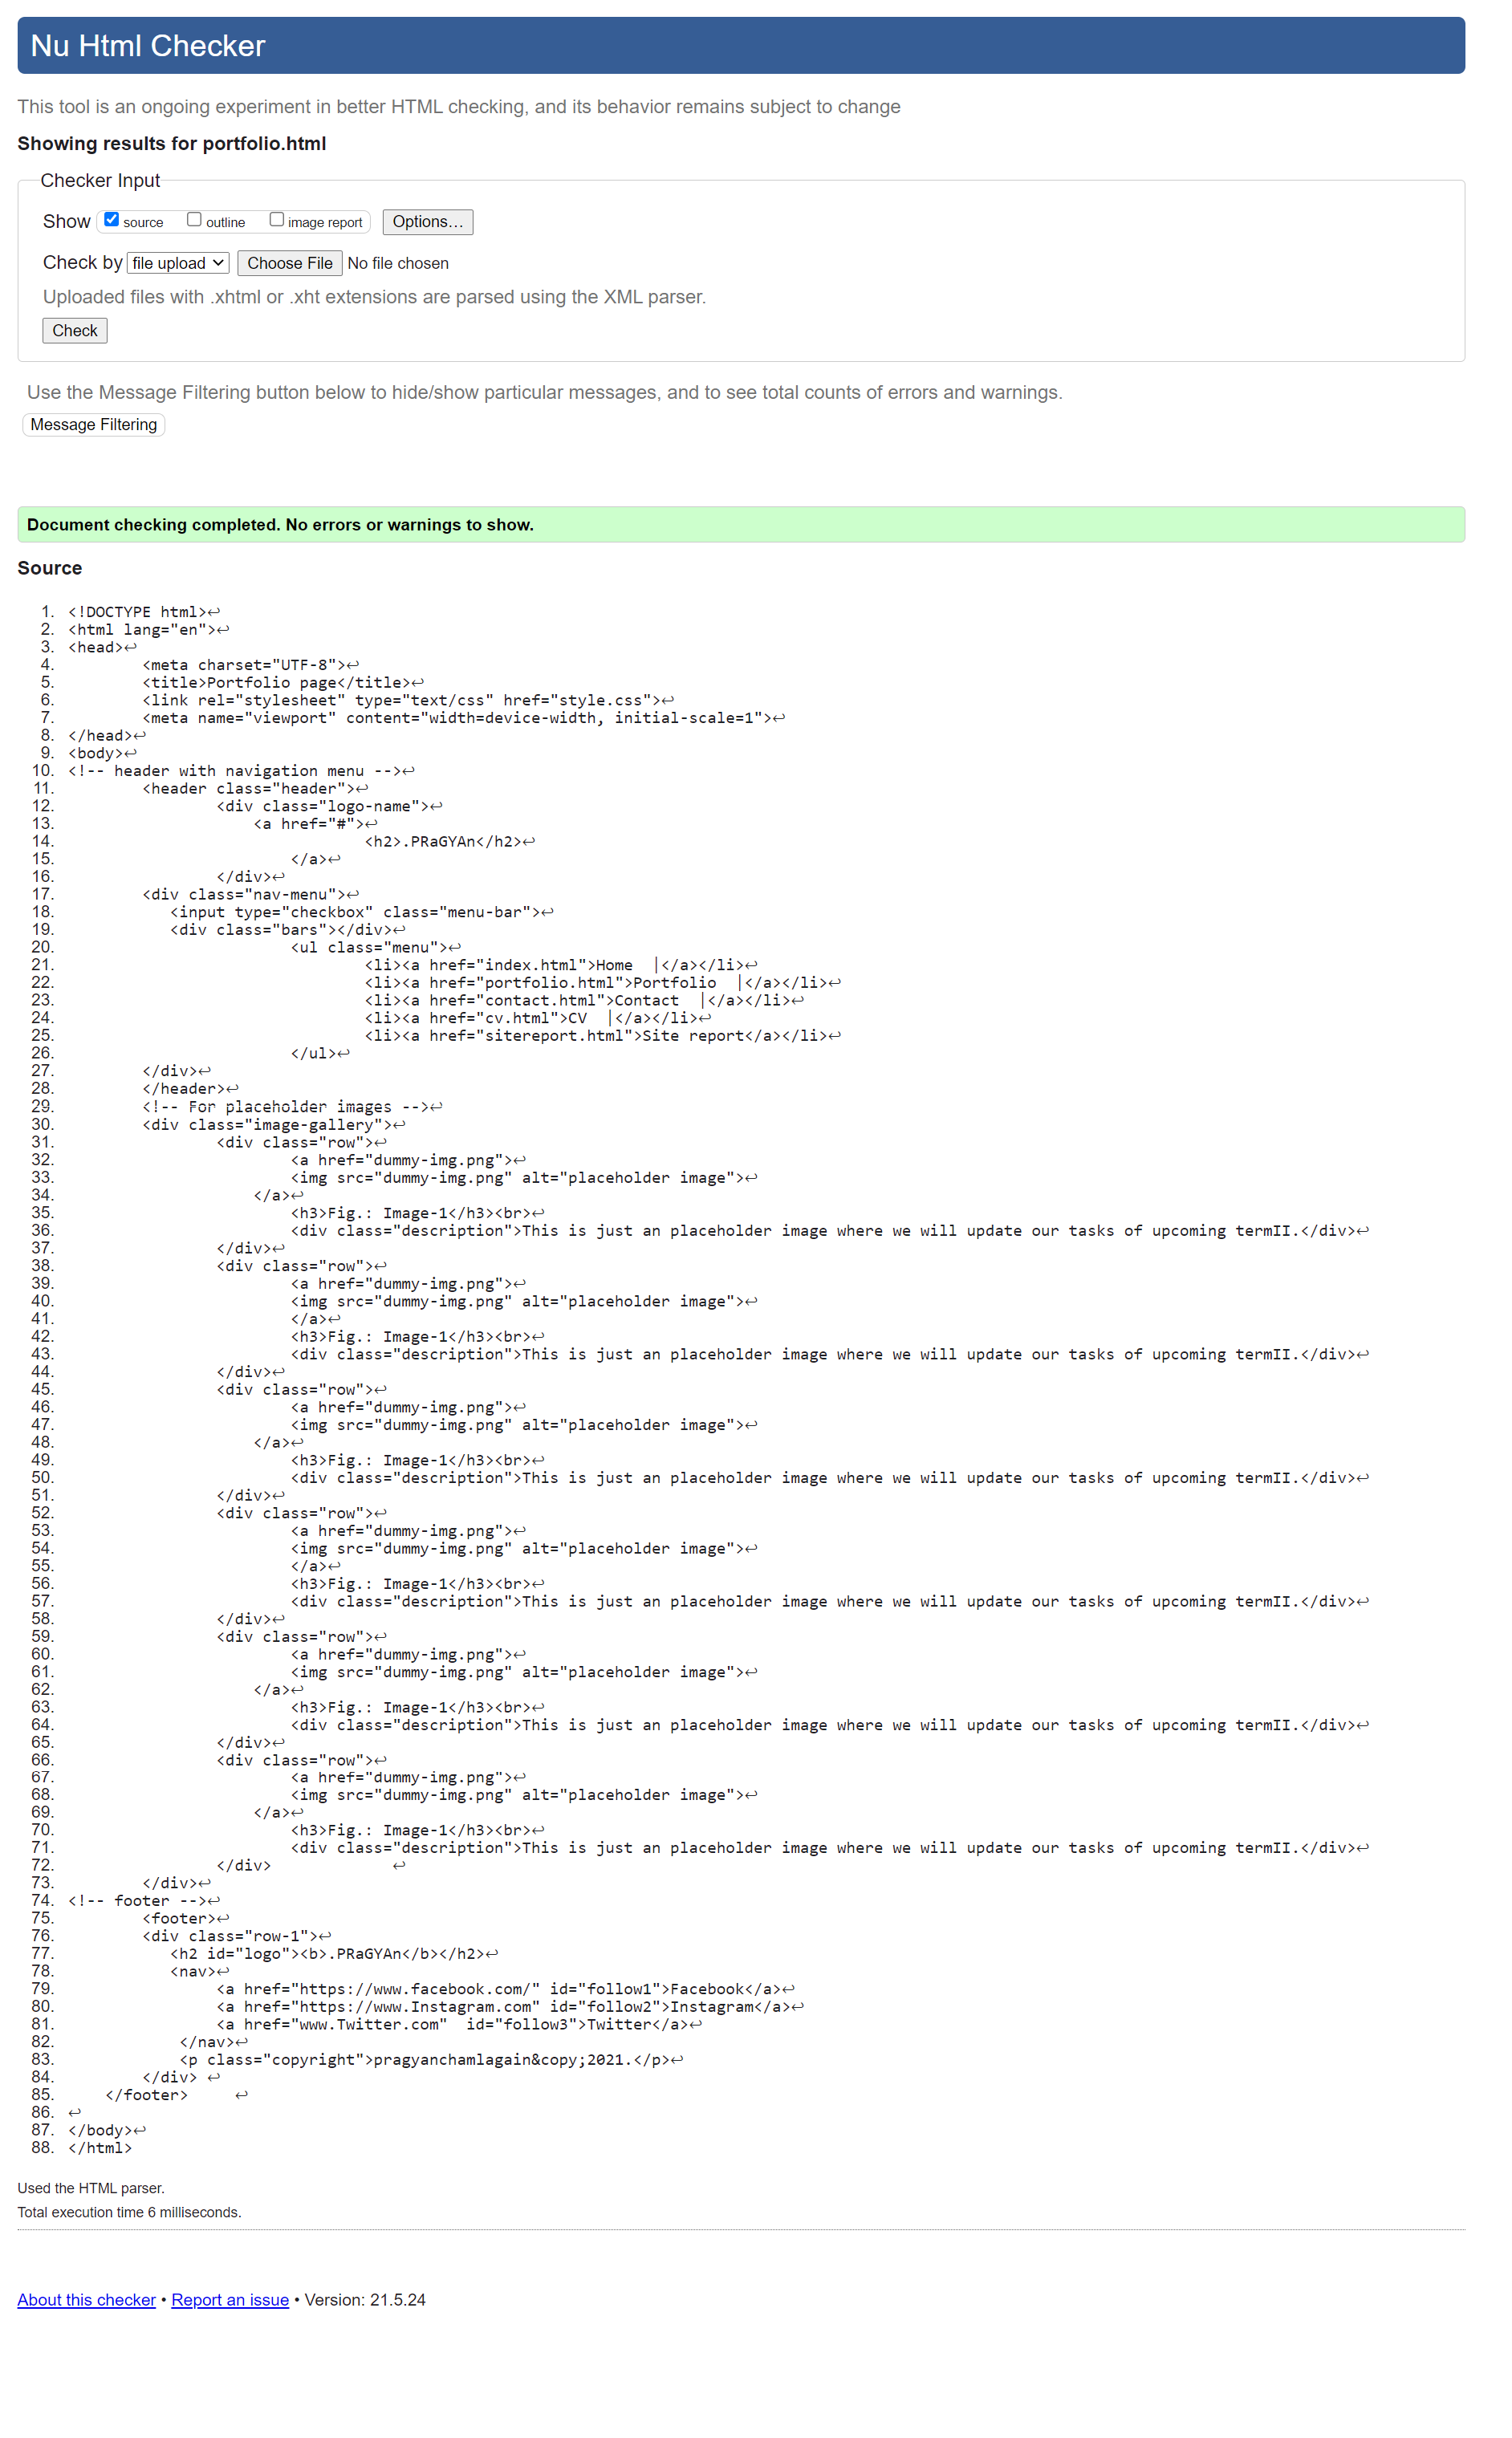 Nu Html Checker
This tool is an ongoing experiment in better HTML checking, and its behavior remains subject to change
Showing results for portfolio.html
Checker Input
Show source outline image report Options…
Check by file upload Choose File No file chosen
Uploaded files with .xhtml or .xht extensions are parsed using the XML parser.
Check
Use the Message Filtering button below to hide/show particular messages, and to see total counts of errors and warnings.
Message Filtering
Document checking completed. No errors or warnings to show.
Source
1. <!DOCTYPE html>↩
2. <html lang="en">↩
3. <head>↩
4. <meta charset="UTF-8">↩
5. <title>Portfolio page</title>↩
6. <link rel="stylesheet" type="text/css" href="style.css">↩
7. <meta name="viewport" content="width=device-width, initial-scale=1">↩
8. </head>↩
9. <body>↩
10. <!-- header with navigation menu -->↩
11. <header class="header">↩
12. <div class="logo-name">↩
13. <a href="#">↩
14. <h2>.PRaGYAn</h2>↩
15. </a>↩
16. </div>↩
17. <div class="nav-menu">↩
18. <input type="checkbox" class="menu-bar">↩
19. <div class="bars"></div>↩
20. <ul class="menu">↩
21. <li><a href="index.html">Home  |</a></li>↩
22. <li><a href="portfolio.html">Portfolio  |</a></li>↩
23. <li><a href="contact.html">Contact  |</a></li>↩
24. <li><a href="cv.html">CV  |</a></li>↩
25. <li><a href="sitereport.html">Site report</a></li>↩
26. </ul>↩
27. </div>↩
28. </header>↩
29. <!-- For placeholder images -->↩
30. <div class="image-gallery">↩
31. <div class="row">↩
32. <a href="dummy-img.png">↩
33. <img src="dummy-img.png" alt="placeholder image">↩
34. </a>↩
35. <h3>Fig.: Image-1</h3><br>↩
36. <div class="description">This is just an placeholder image where we will update our tasks of upcoming termII.</div>↩
37. </div>↩
38. <div class="row">↩
39. <a href="dummy-img.png">↩
40. <img src="dummy-img.png" alt="placeholder image">↩
41. </a>↩
42. <h3>Fig.: Image-1</h3><br>↩
43. <div class="description">This is just an placeholder image where we will update our tasks of upcoming termII.</div>↩
44. </div>↩
45. <div class="row">↩
46. <a href="dummy-img.png">↩
47. <img src="dummy-img.png" alt="placeholder image">↩
48. </a>↩
49. <h3>Fig.: Image-1</h3><br>↩
50. <div class="description">This is just an placeholder image where we will update our tasks of upcoming termII.</div>↩
51. </div>↩
52. <div class="row">↩
53. <a href="dummy-img.png">↩
54. <img src="dummy-img.png" alt="placeholder image">↩
55. </a>↩
56. <h3>Fig.: Image-1</h3><br>↩
57. <div class="description">This is just an placeholder image where we will update our tasks of upcoming termII.</div>↩
58. </div>↩
59. <div class="row">↩
60. <a href="dummy-img.png">↩
61. <img src="dummy-img.png" alt="placeholder image">↩
62. </a>↩
63. <h3>Fig.: Image-1</h3><br>↩
64. <div class="description">This is just an placeholder image where we will update our tasks of upcoming termII.</div>↩
65. </div>↩
66. <div class="row">↩
67. <a href="dummy-img.png">↩
68. <img src="dummy-img.png" alt="placeholder image">↩
69. </a>↩
70. <h3>Fig.: Image-1</h3><br>↩
71. <div class="description">This is just an placeholder image where we will update our tasks of upcoming termII.</div>↩
72. </div> ↩
73. </div>↩
74. <!-- footer -->↩
75. <footer>↩
76. <div class="row-1">↩
77. <h2 id="logo"><b>.PRaGYAn</b></h2>↩
78. <nav>↩
79. <a href="https://www.facebook.com/" id="follow1">Facebook</a>↩
80. <a href="https://www.Instagram.com" id="follow2">Instagram</a>↩
81. <a href="www.Twitter.com"  id="follow3">Twitter</a>↩
82. </nav>↩
83. <p class="copyright">pragyanchamlagain&copy;2021.</p>↩
84. </div> ↩
85. </footer> ↩
86. ↩
87. </body>↩
88. </html>
Used the HTML parser.
Total execution time 6 milliseconds.
About this checker • Report an issue • Version: 21.5.24